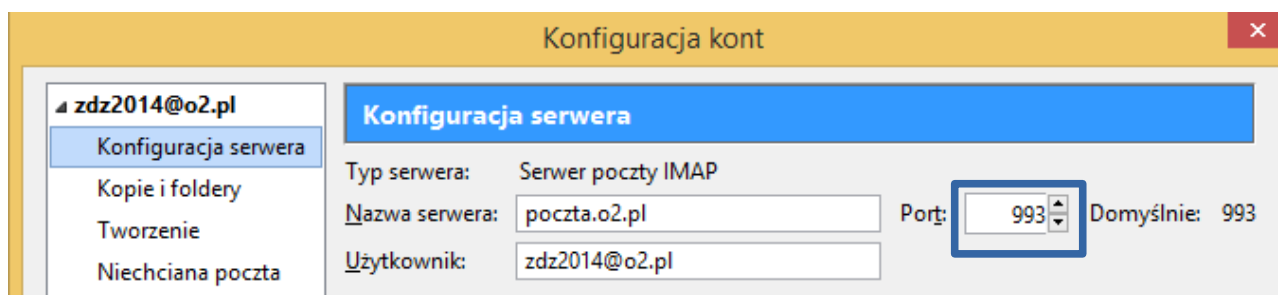 Konfiguracja kont
zdz2014@o2.pl
Konfiguracja serwera
Kopie i foldery
Tworzenie
Niechciana poczta
Konfiguracja serwera
Typ serwera: Serwer poczty IMAP
Nazwa serwera: poczta.o2.pl Port: 993 Domyślnie: 993
Użytkownik: zdz2014@o2.pl